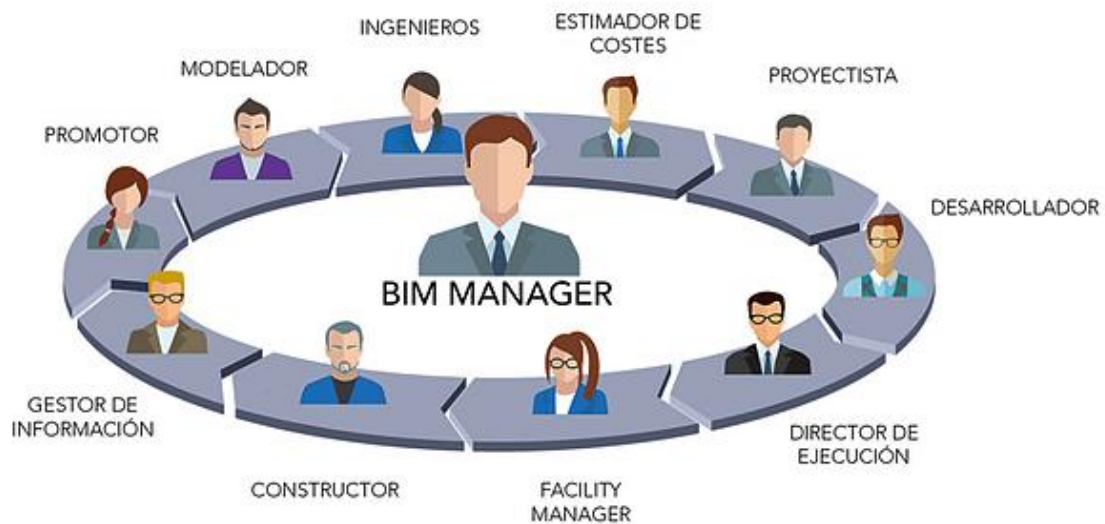 INGENIEROS
ESTIMADOR DE
COSTES
MODELADOR
PROYECTISTA
PROMOTOR
DESARROLLADOR
BIM MANAGER
GESTOR DE
INFORMACIÓN
DIRECTOR DE
EJECUCIÓN
CONSTRUCTOR
FACILITY
MANAGER